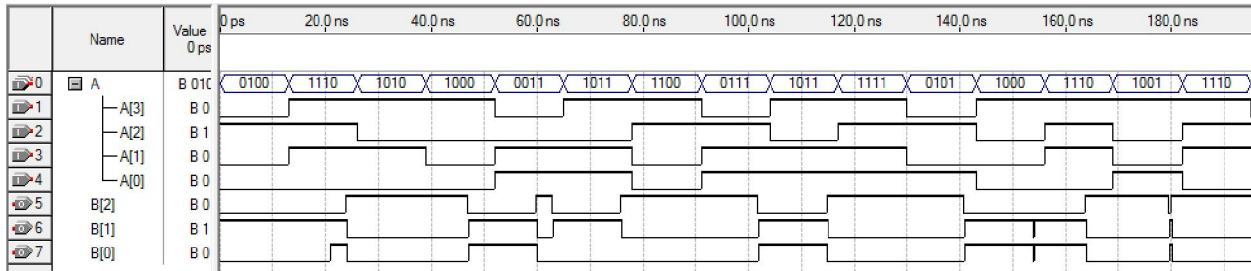 Name Value 0 ps 0 ps 20.0 ns 40.0 ns 60.0 ns 80.0 ns 100.0 ns 120.0 ns 140.0 ns 160.0 ns 180.0 ns
0 A B 010 0100 1110 1010 1000 0011 1011 1100 0111 1011 1111 0101 1000 1110 1001 1110
1 A[3] B 0
2 A[2] B 1
3 A[1] B 0
4 A[0] B 0
5 B[2] B 0
6 B[1] B 1
7 B[0] B 0